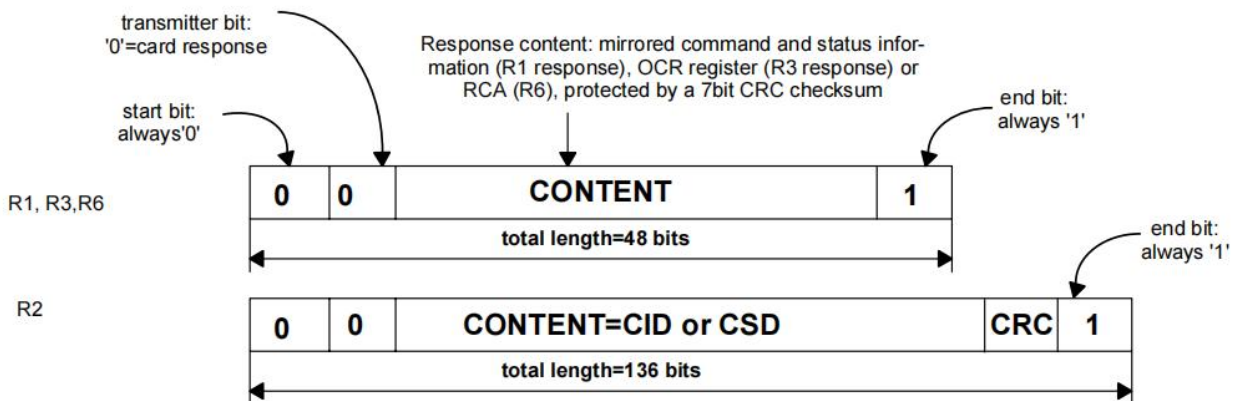 transmitter bit:
'0'=card response
Response content: mirrored command and status infor-
mation (R1 response), OCR register (R3 response) or
RCA (R6), protected by a 7bit CRC checksum
start bit:
always'0'
end bit:
always '1'
R1, R3,R6
0 0 CONTENT 1
total length=48 bits
end bit:
always '1'
R2
0 0 CONTENT=CID or CSD CRC 1
total length=136 bits